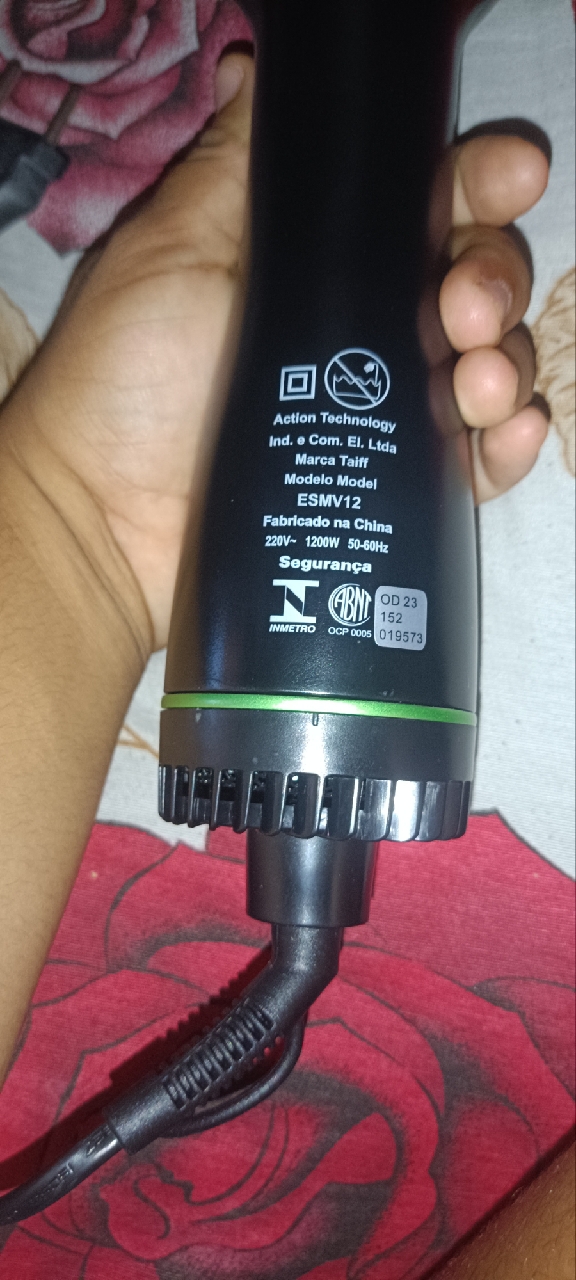 Action Technology
Ind. e Com. El. Ltda
Marca Taiff
Modelo Model
ESMV12
Fabricado na China
220V~ 1200W 50-60Hz
Segurança
INMETRO
ABNT
OCP 0005
OD 23
152
019573